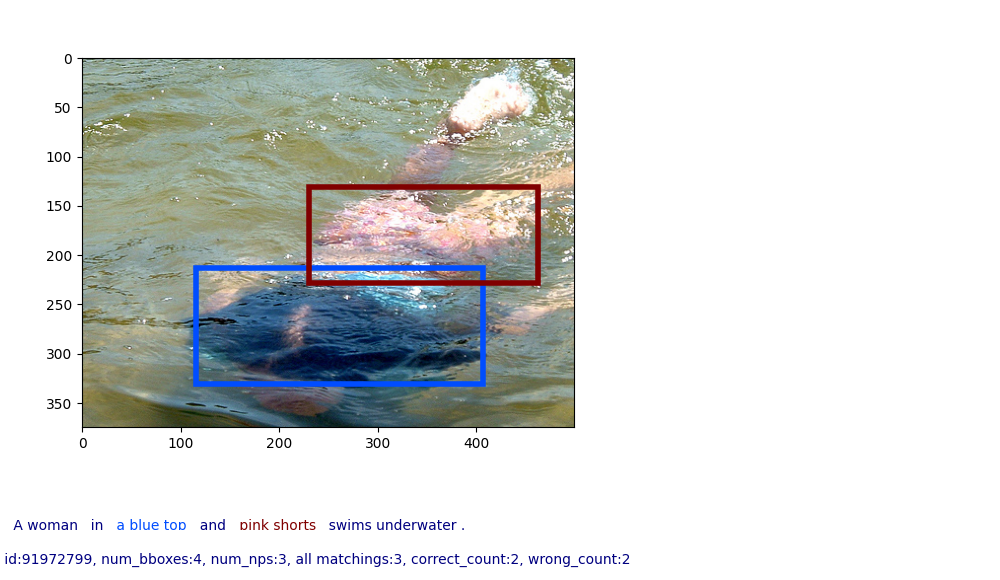 0
50
100
150
200
250
300
350
0 100 200 300 400
A woman in a blue top and pink shorts swims underwater .
id:91972799, num_bboxes:4, num_nps:3, all matchings:3, correct_count:2, wrong_count:2